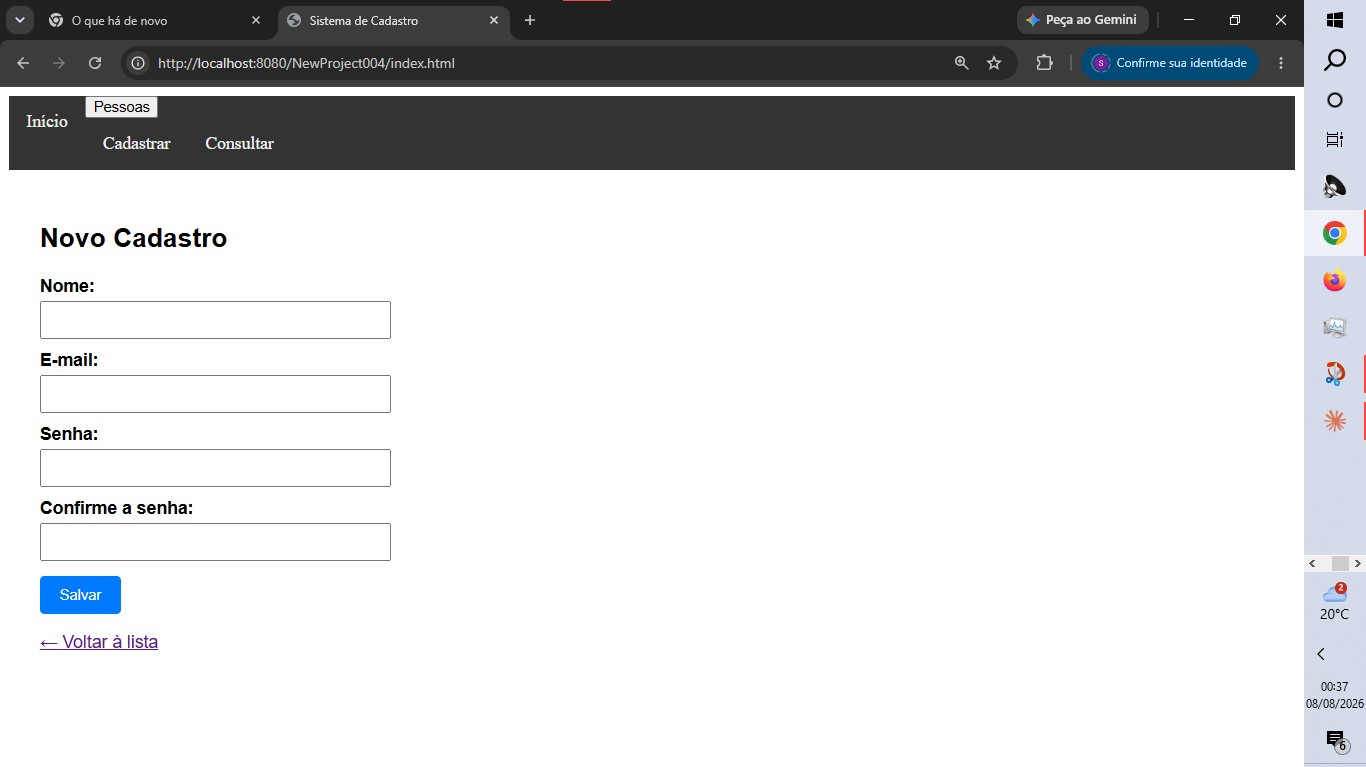 O que há de novo
Sistema de Cadastro
Peça ao Gemini
http://localhost:8080/NewProject004/index.html
S
Confirme sua identidade
Início
Pessoas
Cadastrar
Consultar
Novo Cadastro
Nome:
E-mail:
Senha:
Confirme a senha:
Salvar
← Voltar à lista
2
20°C
00:37
08/08/2026
6